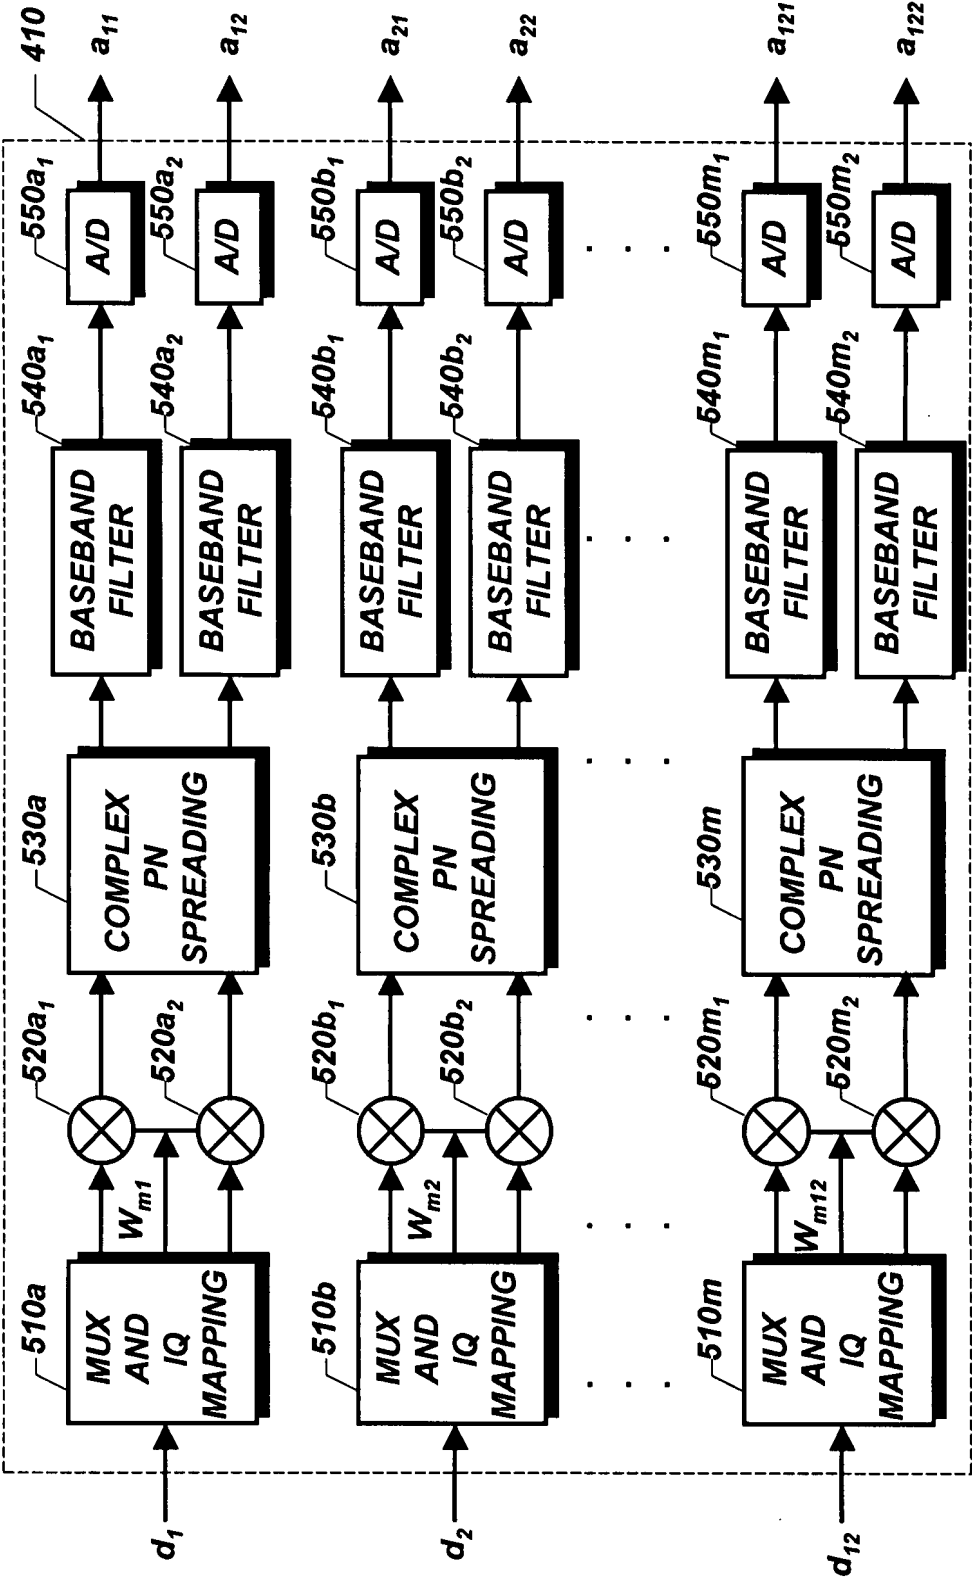 410
d1
510a
MUX
AND
IQ
MAPPING
Wm1
520a1
520a2
530a
COMPLEX
PN
SPREADING
540a1
BASEBAND
FILTER
540a2
BASEBAND
FILTER
550a1
A/D
550a2
A/D
a11
a12
d2
510b
MUX
AND
IQ
MAPPING
Wm2
520b1
520b2
530b
COMPLEX
PN
SPREADING
540b1
BASEBAND
FILTER
540b2
BASEBAND
FILTER
550b1
A/D
550b2
A/D
a21
a22
. . .
. . .
. . .
. . .
. . .
. . .
d12
510m
MUX
AND
IQ
MAPPING
Wm12
520m1
520m2
530m
COMPLEX
PN
SPREADING
540m1
BASEBAND
FILTER
540m2
BASEBAND
FILTER
550m1
A/D
550m2
A/D
a121
a122